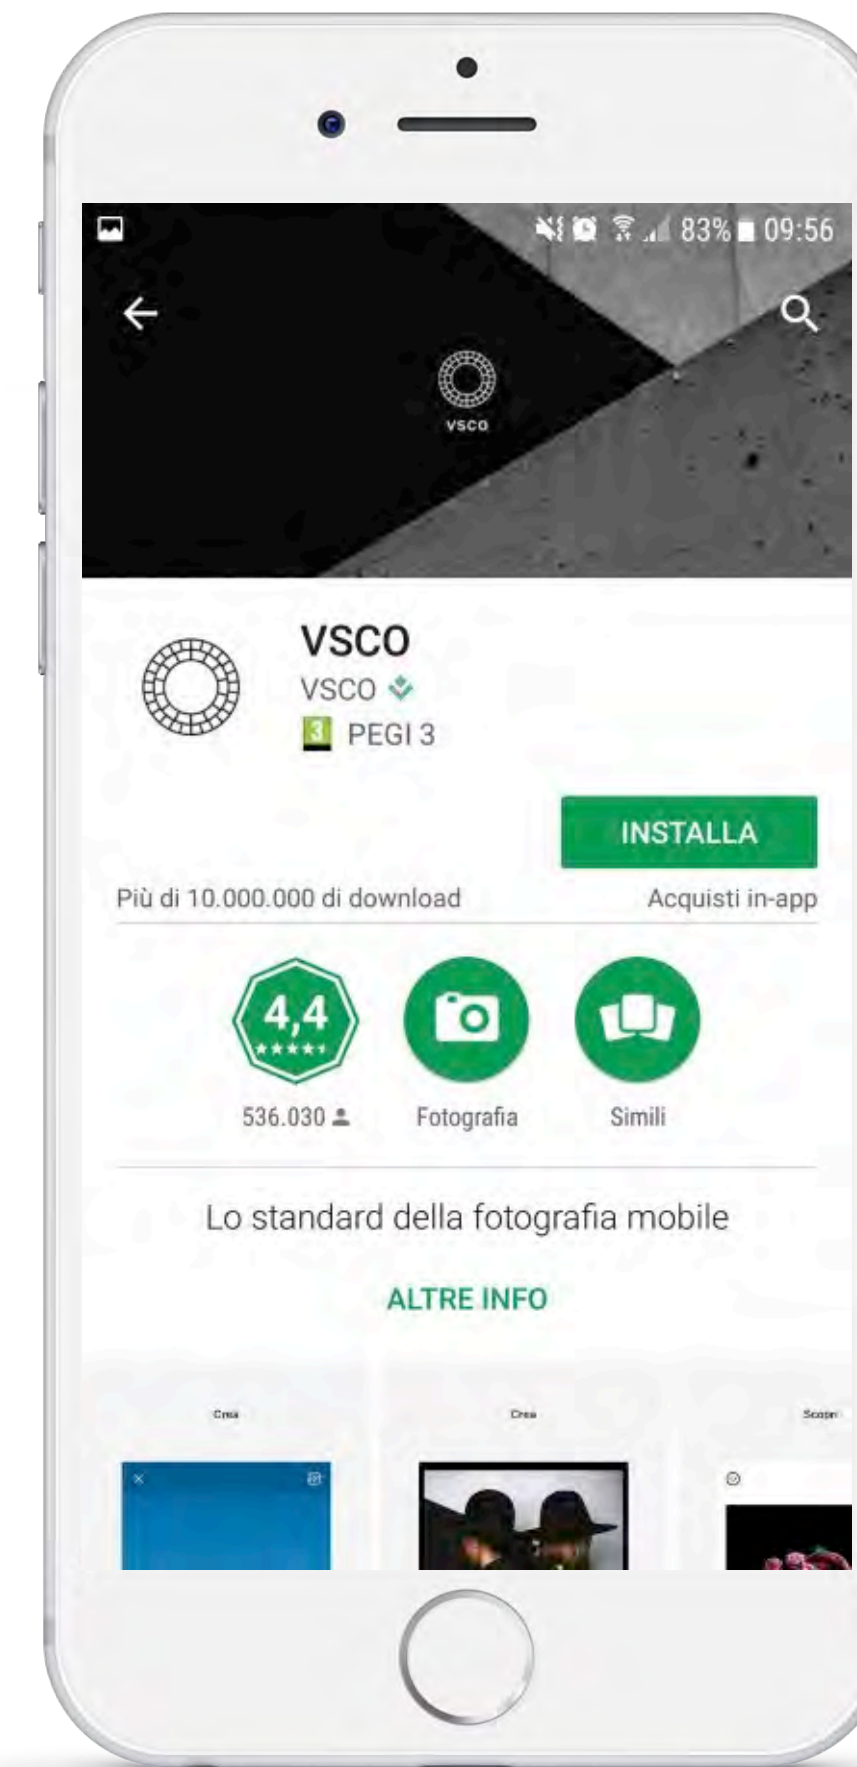 83% 09:56
VSCO
VSCO
VSCO
3 PEGI 3
INSTALLA
Più di 10.000.000 di download Acquisti in-app
4,4
536.030 Fotografia Simili
Lo standard della fotografia mobile
ALTRE INFO
Crea Crea Scopri